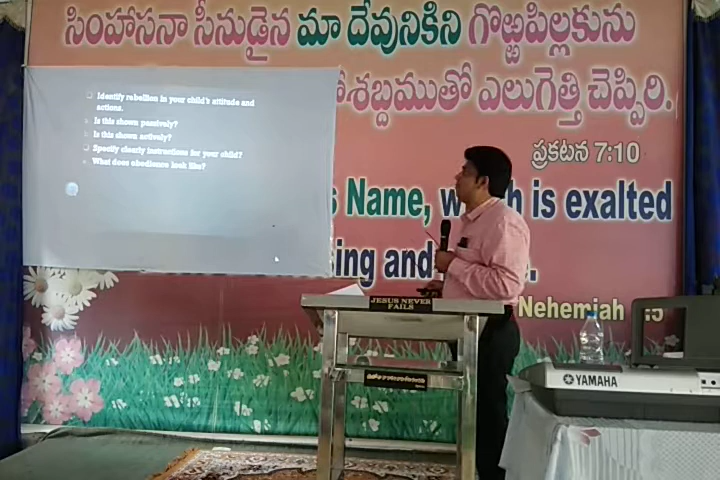 సింహాసనా సీనుడైన మా దేవునికిని గొఱ్ఱెపిల్లకును
హాశబ్దముతో ఎలుగెత్తి చెప్పిరి.
ప్రకటన 7:10
Identify rebellion in your child's attitude and
actions.
Is this shown passively?
Is this shown actively?
Specify clearly instructions for your child?
What does obedience look like?
Name, is exalted
ing and
Nehemiah
JESUS NEVER
FAILS
YAMAHA